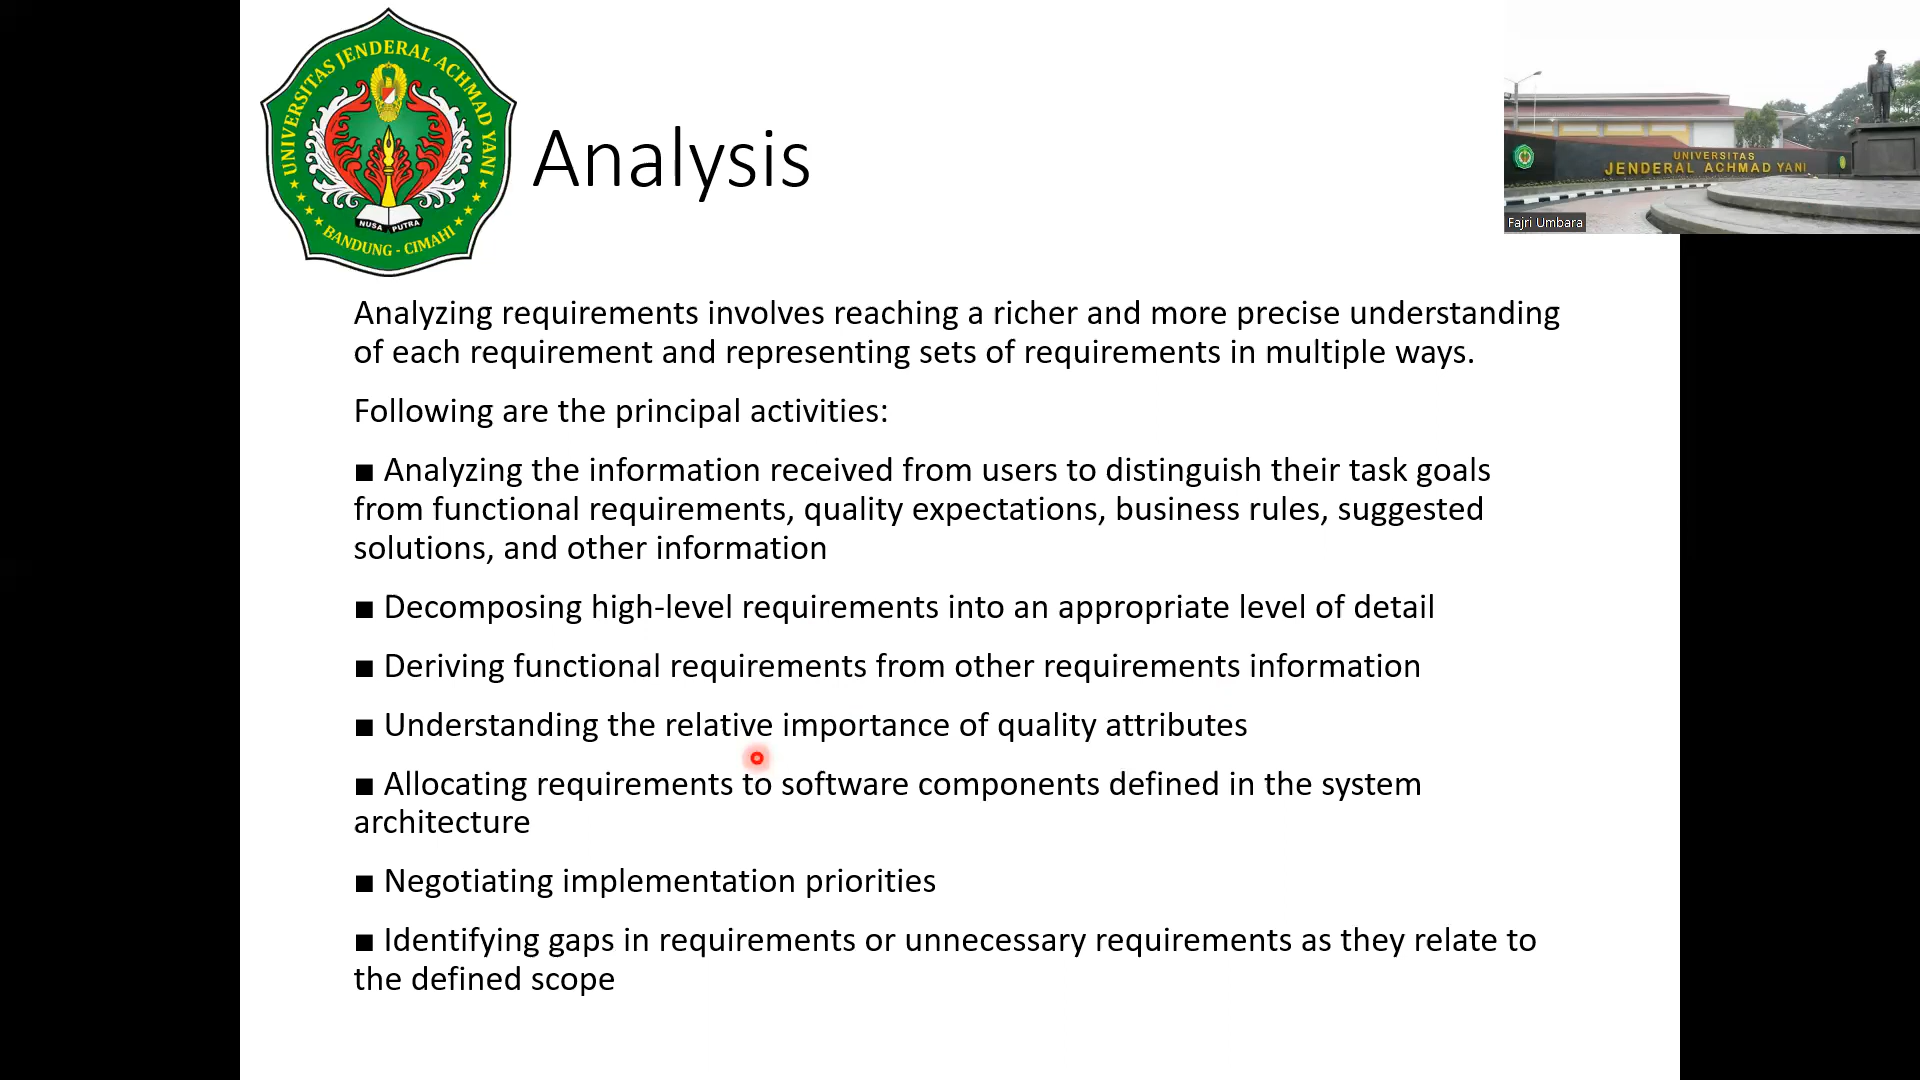 UNIVERSITAS JENDERAL ACHMAD YANI
NUSA PUTRA
BANDUNG - CIMAHI
Analysis
UNIVERSITAS
JENDERAL ACHMAD YANI
Fajri Umbara
Analyzing requirements involves reaching a richer and more precise understanding
of each requirement and representing sets of requirements in multiple ways.
Following are the principal activities:
■ Analyzing the information received from users to distinguish their task goals
from functional requirements, quality expectations, business rules, suggested
solutions, and other information
■ Decomposing high-level requirements into an appropriate level of detail
■ Deriving functional requirements from other requirements information
■ Understanding the relative importance of quality attributes
■ Allocating requirements to software components defined in the system
architecture
■ Negotiating implementation priorities
■ Identifying gaps in requirements or unnecessary requirements as they relate to
the defined scope